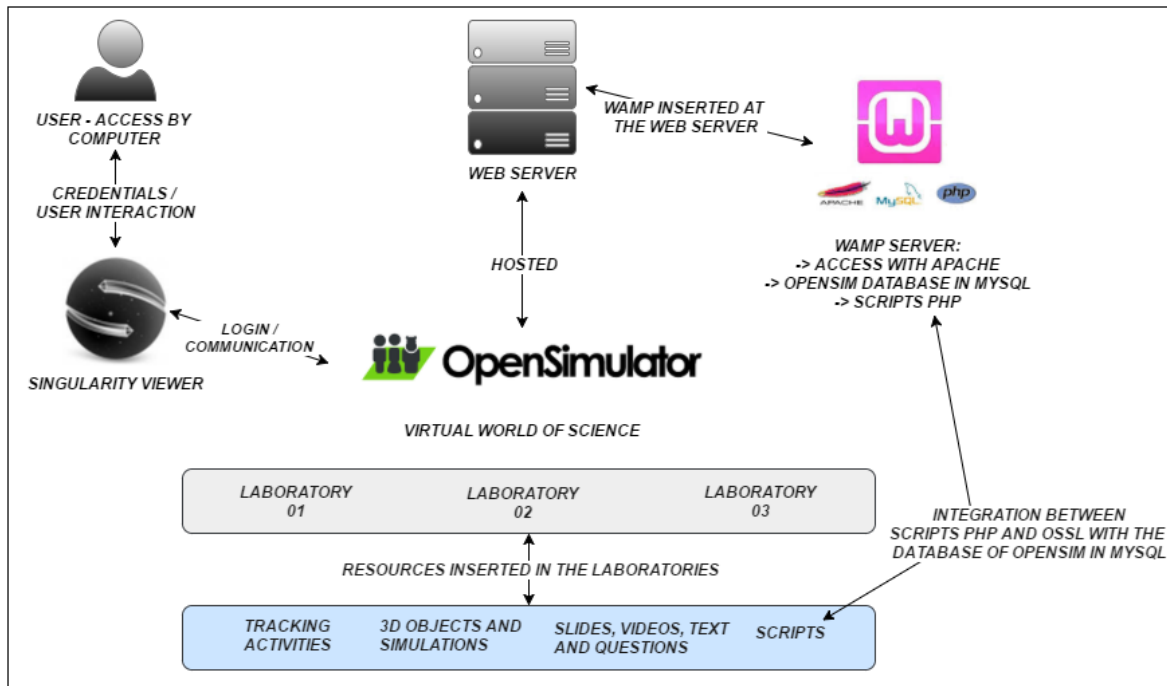 USER - ACCESS BY
COMPUTER
CREDENTIALS /
USER INTERACTION
SINGULARITY VIEWER
LOGIN /
COMMUNICATION
WEB SERVER
HOSTED
WAMP INSERTED AT
THE WEB SERVER
W
APACHE
MySQL
php
WAMP SERVER:
-> ACCESS WITH APACHE
-> OPENSIM DATABASE IN MYSQL
-> SCRIPTS PHP
OpenSimulator
VIRTUAL WORLD OF SCIENCE
LABORATORY
01
LABORATORY
02
LABORATORY
03
RESOURCES INSERTED IN THE LABORATORIES
INTEGRATION BETWEEN
SCRIPTS PHP AND OSSL WITH THE
DATABASE OF OPENSIM IN MYSQL
TRACKING
ACTIVITIES
3D OBJECTS AND
SIMULATIONS
SLIDES, VIDEOS, TEXT
AND QUESTIONS
SCRIPTS